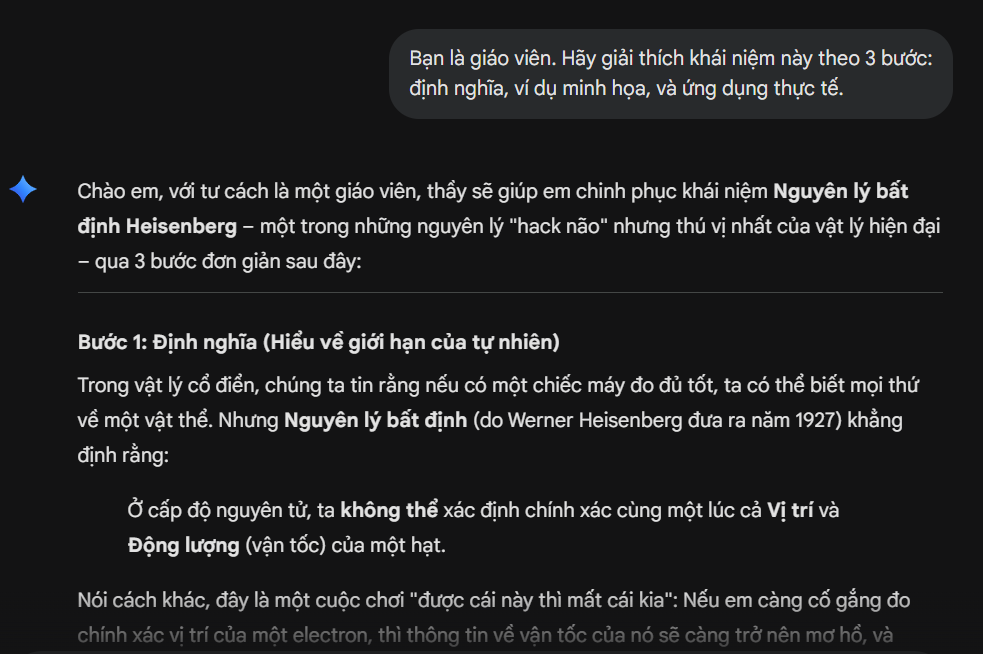 Bạn là giáo viên. Hãy giải thích khái niệm này theo 3 bước:
định nghĩa, ví dụ minh họa, và ứng dụng thực tế.
Chào em, với tư cách là một giáo viên, thầy sẽ giúp em chinh phục khái niệm Nguyên lý bất
định Heisenberg – một trong những nguyên lý "hack não" nhưng thú vị nhất của vật lý hiện đại
– qua 3 bước đơn giản sau đây:
Bước 1: Định nghĩa (Hiểu về giới hạn của tự nhiên)
Trong vật lý cổ điển, chúng ta tin rằng nếu có một chiếc máy đo đủ tốt, ta có thể biết mọi thứ
về một vật thể. Nhưng Nguyên lý bất định (do Werner Heisenberg đưa ra năm 1927) khẳng
định rằng:
Ở cấp độ nguyên tử, ta không thể xác định chính xác cùng một lúc cả Vị trí và
Động lượng (vận tốc) của một hạt.
Nói cách khác, đây là một cuộc chơi "được cái này thì mất cái kia": Nếu em càng cố gắng đo
chính xác vị trí của một electron, thì thông tin về vận tốc của nó sẽ càng trở nên mơ hồ, và